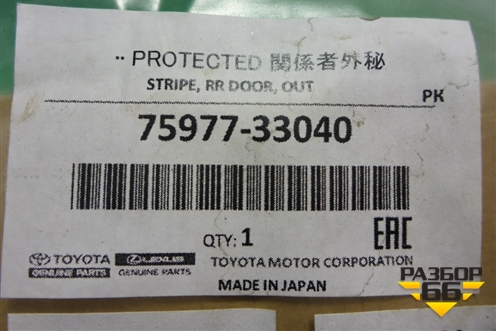 ·· PROTECTED 関係者外秘
STRIPE, RR DOOR, OUT
PK
75977-33040
QTY: 1
EAC
TOYOTA LEXUS TOYOTA MOTOR CORPORATION
GENUINE PARTS GENUINE PARTS
MADE IN JAPAN
РАЗБОР
66